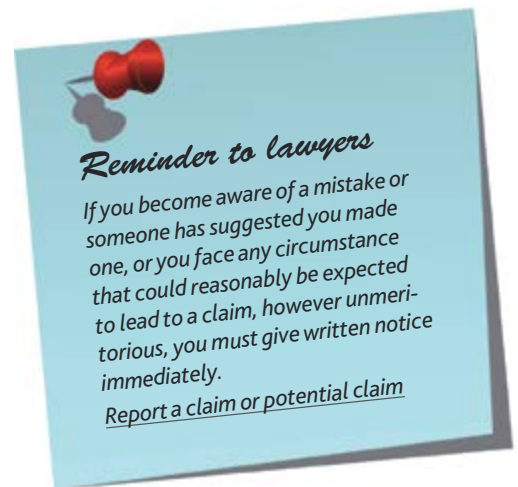 Reminder to lawyers
If you become aware of a mistake or
someone has suggested you made
one, or you face any circumstance
that could reasonably be expected
to lead to a claim, however unmeri-
torious, you must give written notice
immediately.
Report a claim or potential claim